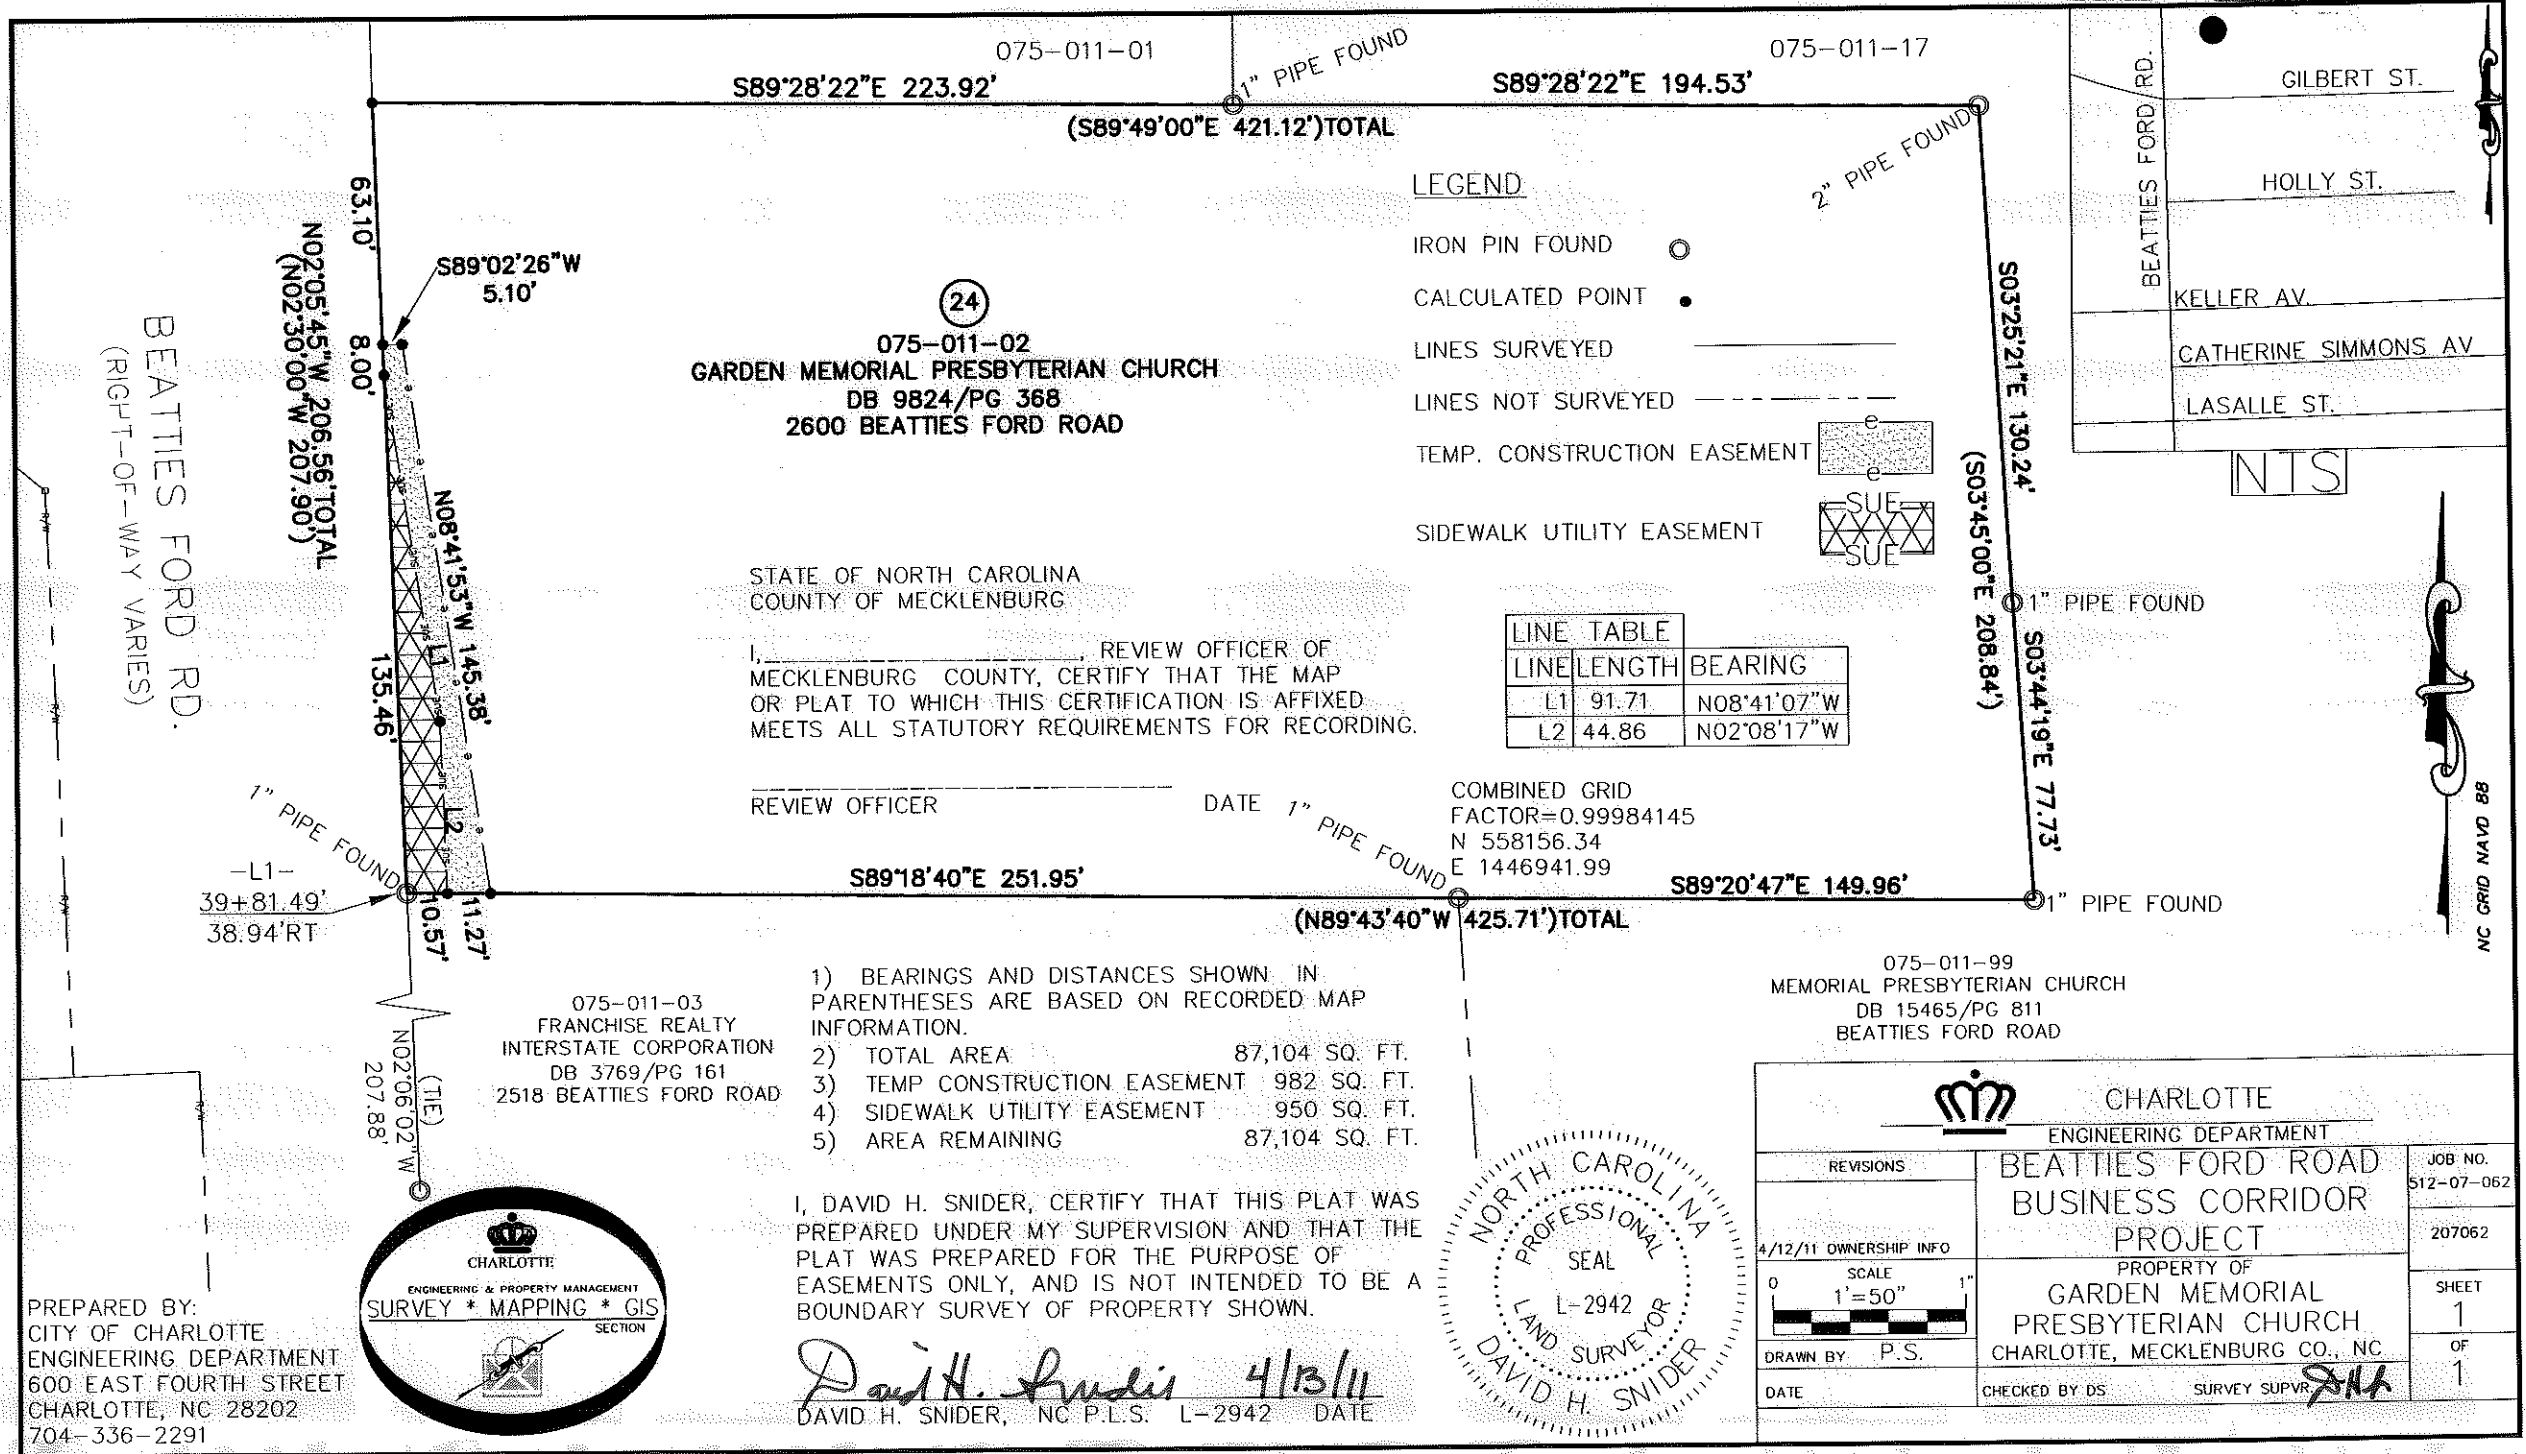 075-011-01
1" PIPE FOUND
075-011-17
S89°28'22"E 223.92'
S89°28'22"E 194.53'
(S89°49'00"E 421.12')TOTAL
2" PIPE FOUND
63.10'
S89°02'26"W
5.10'
8.00'
N02°05'45"W 206.56'TOTAL
(N02°30'00"W 207.90')
BEATTIES FORD RD.
(RIGHT-OF-WAY VARIES)
R/W
R/W
R/W
R/W
24
075-011-02
GARDEN MEMORIAL PRESBYTERIAN CHURCH
DB 9824/PG 368
2600 BEATTIES FORD ROAD
N08°41'53"W 145.38'
L1
L2
135.46'
LEGEND
IRON PIN FOUND
CALCULATED POINT
LINES SURVEYED
LINES NOT SURVEYED
TEMP. CONSTRUCTION EASEMENT
e
e
SIDEWALK UTILITY EASEMENT
SUE
SUE
S03°25'21"E 130.24'
(S03°45'00"E 208.84')
1" PIPE FOUND
S03°44'19"E 77.73'
BEATTIES FORD RD.
GILBERT ST.
HOLLY ST.
KELLER AV.
CATHERINE SIMMONS AV
LASALLE ST.
NTS
NC GRID NAVD 88
STATE OF NORTH CAROLINA
COUNTY OF MECKLENBURG
I, , REVIEW OFFICER OF
MECKLENBURG COUNTY, CERTIFY THAT THE MAP
OR PLAT TO WHICH THIS CERTIFICATION IS AFFIXED
MEETS ALL STATUTORY REQUIREMENTS FOR RECORDING.
REVIEW OFFICER DATE
LINE TABLE
LINE LENGTH BEARING
L1 91.71 N08°41'07"W
L2 44.86 N02°08'17"W
COMBINED GRID
FACTOR=0.99984145
N 558156.34
E 1446941.99
1" PIPE FOUND
1" PIPE FOUND
-L1-
39+81.49'
38.94'RT
10.57'
11.27'
S89°18'40"E 251.95'
S89°20'47"E 149.96'
(N89°43'40"W 425.71')TOTAL
1" PIPE FOUND
(TIE)
N02°06'02"W
207.88'
075-011-03
FRANCHISE REALTY
INTERSTATE CORPORATION
DB 3769/PG 161
2518 BEATTIES FORD ROAD
1) BEARINGS AND DISTANCES SHOWN IN
PARENTHESES ARE BASED ON RECORDED MAP
INFORMATION.
2) TOTAL AREA 87,104 SQ. FT.
3) TEMP CONSTRUCTION EASEMENT 982 SQ. FT.
4) SIDEWALK UTILITY EASEMENT 950 SQ. FT.
5) AREA REMAINING 87,104 SQ. FT.
075-011-99
MEMORIAL PRESBYTERIAN CHURCH
DB 15465/PG 811
BEATTIES FORD ROAD
I, DAVID H. SNIDER, CERTIFY THAT THIS PLAT WAS
PREPARED UNDER MY SUPERVISION AND THAT THE
PLAT WAS PREPARED FOR THE PURPOSE OF
EASEMENTS ONLY, AND IS NOT INTENDED TO BE A
BOUNDARY SURVEY OF PROPERTY SHOWN.
David H. Snider 4/13/11
DAVID H. SNIDER, NC P.L.S. L-2942 DATE
NORTH CAROLINA
PROFESSIONAL
SEAL
L-2942
LAND SURVEYOR
DAVID H. SNIDER
CHARLOTTE
ENGINEERING & PROPERTY MANAGEMENT
SURVEY * MAPPING * GIS
SECTION
PREPARED BY:
CITY OF CHARLOTTE
ENGINEERING DEPARTMENT
600 EAST FOURTH STREET
CHARLOTTE, NC 28202
704-336-2291
CHARLOTTE
ENGINEERING DEPARTMENT
REVISIONS
4/12/11 OWNERSHIP INFO
BEATTIES FORD ROAD
BUSINESS CORRIDOR
PROJECT
JOB NO.
512-07-062
207062
SCALE
0 1"
1'=50"
PROPERTY OF
GARDEN MEMORIAL
PRESBYTERIAN CHURCH
CHARLOTTE, MECKLENBURG CO., NC
SHEET
1
OF
1
DRAWN BY P.S.
DATE
CHECKED BY DS SURVEY SUPVR DHS